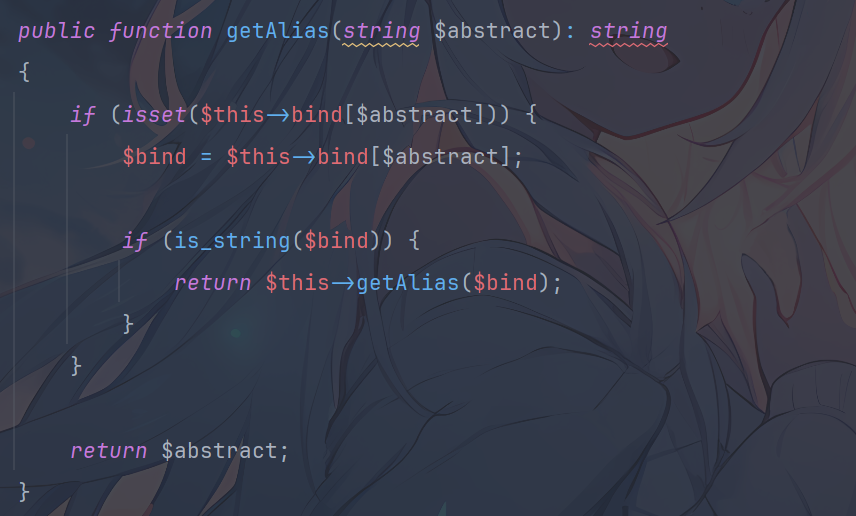 public function getAlias(string $abstract): string
{
    if (isset($this->bind[$abstract])) {
        $bind = $this->bind[$abstract];

        if (is_string($bind)) {
            return $this->getAlias($bind);
        }
    }

    return $abstract;
}